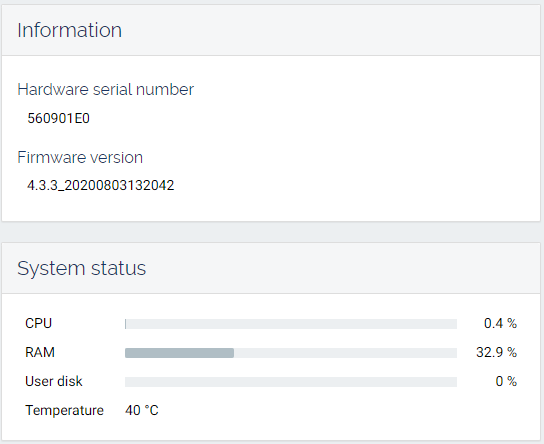 Information
Hardware serial number
560901E0
Firmware version
4.3.3_20200803132042
System status
CPU 0.4 %
RAM 32.9 %
User disk 0 %
Temperature 40 °C